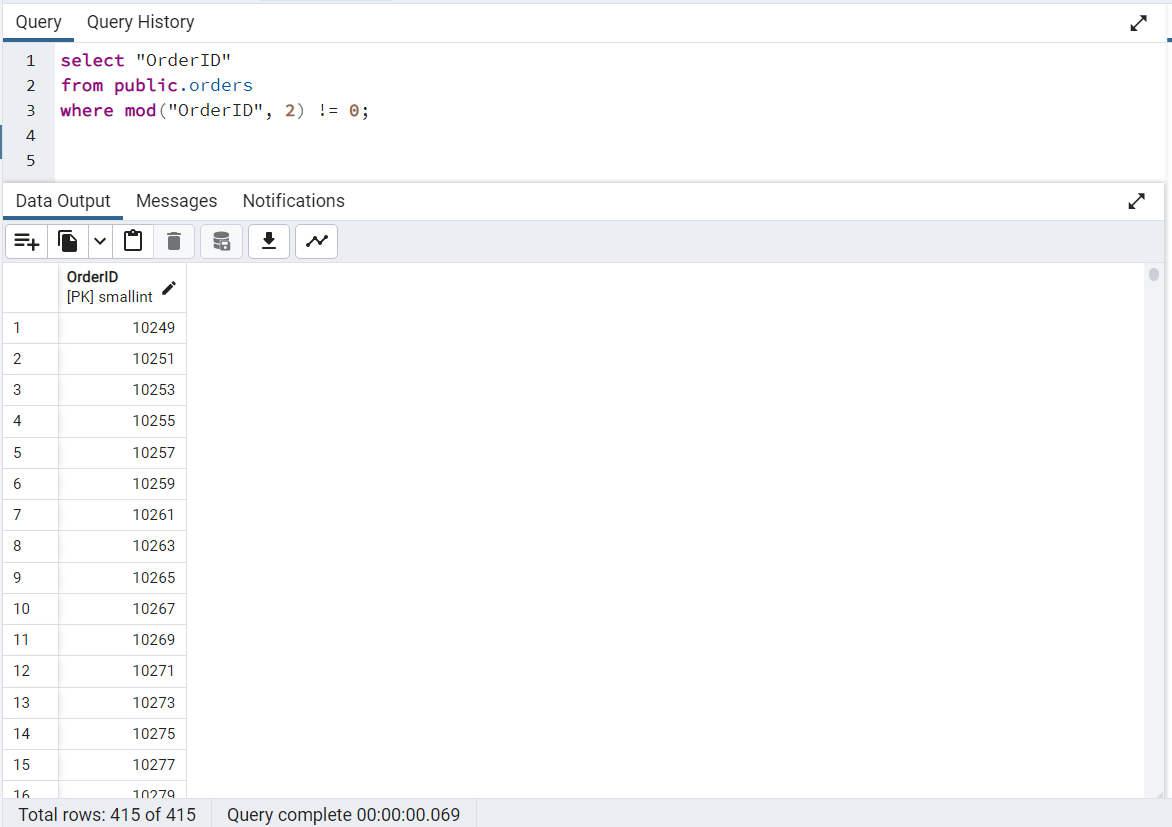 Query Query History
1 select "OrderID"
2 from public.orders
3 where mod("OrderID", 2) != 0;
4
5
Data Output Messages Notifications
OrderID
[PK] smallint
1 10249
2 10251
3 10253
4 10255
5 10257
6 10259
7 10261
8 10263
9 10265
10 10267
11 10269
12 10271
13 10273
14 10275
15 10277
16 10279
Total rows: 415 of 415 Query complete 00:00:00.069